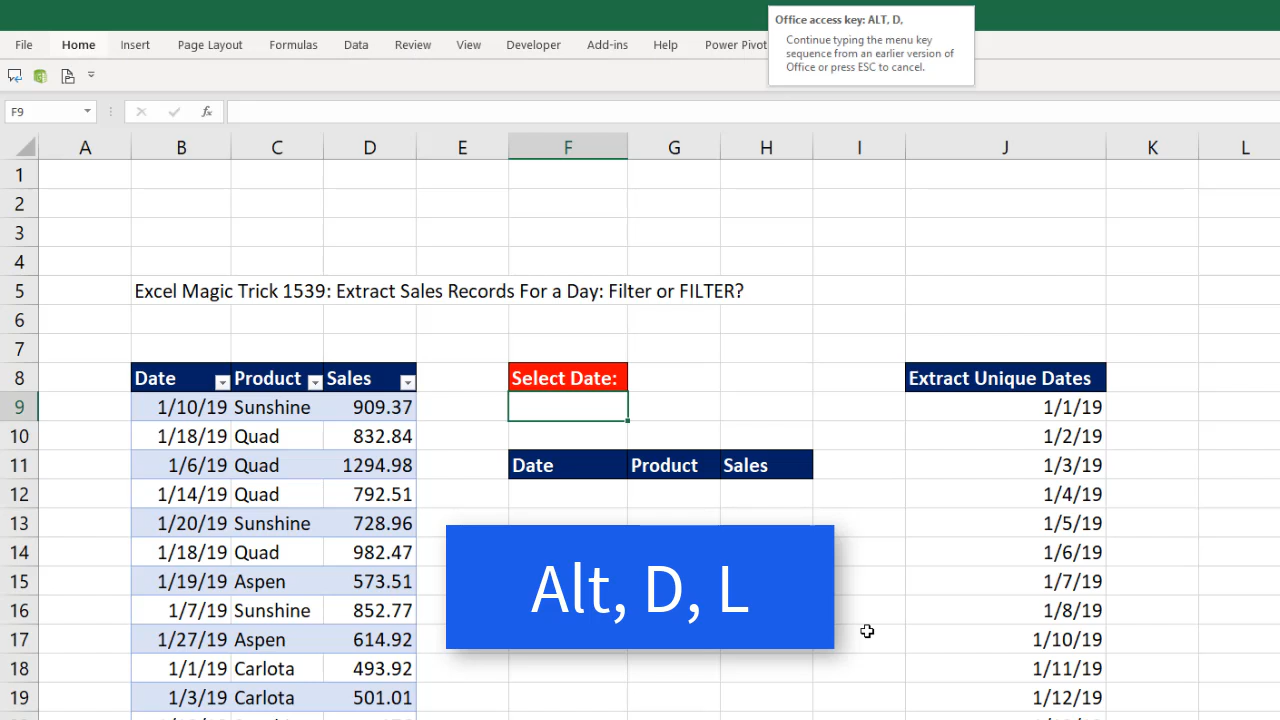 Office access key: ALT, D,
Continue typing the menu key
sequence from an earlier version of
Office or press ESC to cancel.
File Home Insert Page Layout Formulas Data Review View Developer Add-ins Help Power Pivot
F9 fx
A B C D E F G H I J K L
1
2
3
4
5 Excel Magic Trick 1539: Extract Sales Records For a Day: Filter or FILTER?
6
7
8 Date Product Sales Select Date: Extract Unique Dates
9 1/10/19 Sunshine 909.37 1/1/19
10 1/18/19 Quad 832.84 1/2/19
11 1/6/19 Quad 1294.98 Date Product Sales 1/3/19
12 1/14/19 Quad 792.51 1/4/19
13 1/20/19 Sunshine 728.96 1/5/19
14 1/18/19 Quad 982.47 1/6/19
15 1/19/19 Aspen 573.51 1/7/19
16 1/7/19 Sunshine 852.77 1/8/19
17 1/27/19 Aspen 614.92 1/10/19
18 1/1/19 Carlota 493.92 1/11/19
19 1/3/19 Carlota 501.01 1/12/19
Alt, D, L